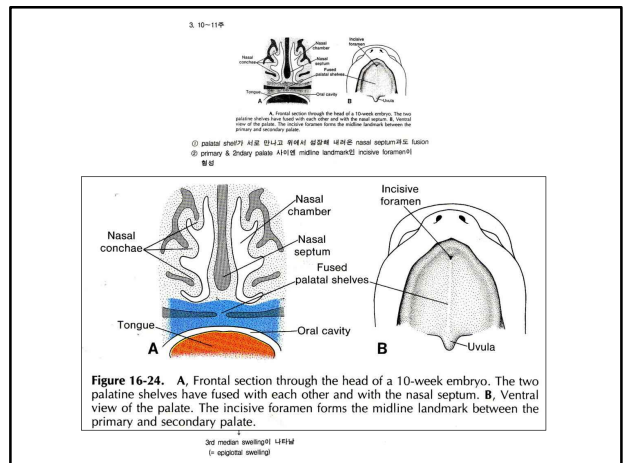 3. 10~11주
Nasal chamber
Nasal conchae
Nasal septum
Fused palatal shelves
Tongue
Oral cavity
A
Incisive foramen
B
Uvula
A, Frontal section through the head of a 10-week embryo. The two
palatine shelves have fused with each other and with the nasal septum. B, Ventral
view of the palate. The incisive foramen forms the midline landmark between the
primary and secondary palate.
① palatal shelf가 서로 만나고 위에서 성장해 내려온 nasal septum과도 fusion
② primary & 2ndary palate 사이엔 midline landmark인 incisive foramen이
형성
Nasal
chamber
Nasal
conchae
Nasal
septum
Fused
palatal shelves
Tongue
Oral cavity
A
Incisive
foramen
B
Uvula
Figure 16-24. A, Frontal section through the head of a 10-week embryo. The two
palatine shelves have fused with each other and with the nasal septum. B, Ventral
view of the palate. The incisive foramen forms the midline landmark between the
primary and secondary palate.
3rd median swelling이 나타남
(= epiglottal swelling)